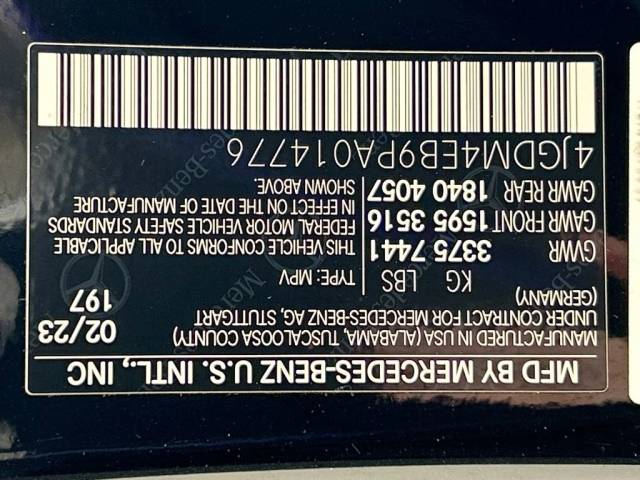 MFD BY MERCEDES-BENZ U.S. INTL., INC
MANUFACTURED IN USA (ALABAMA, TUSCALOOSA COUNTY)
UNDER CONTRACT FOR MERCEDES-BENZ AG, STUTTGART
(GERMANY)
02/23
197
KG LBS
TYPE: MPV
GWR 3375 7441
GAWR FRONT 1595 3516
GAWR REAR 1840 4057
THIS VEHICLE CONFORMS TO ALL APPLICABLE
FEDERAL MOTOR VEHICLE SAFETY STANDARDS
IN EFFECT ON THE DATE OF MANUFACTURE
SHOWN ABOVE.
4JGDM4EB9PA014776